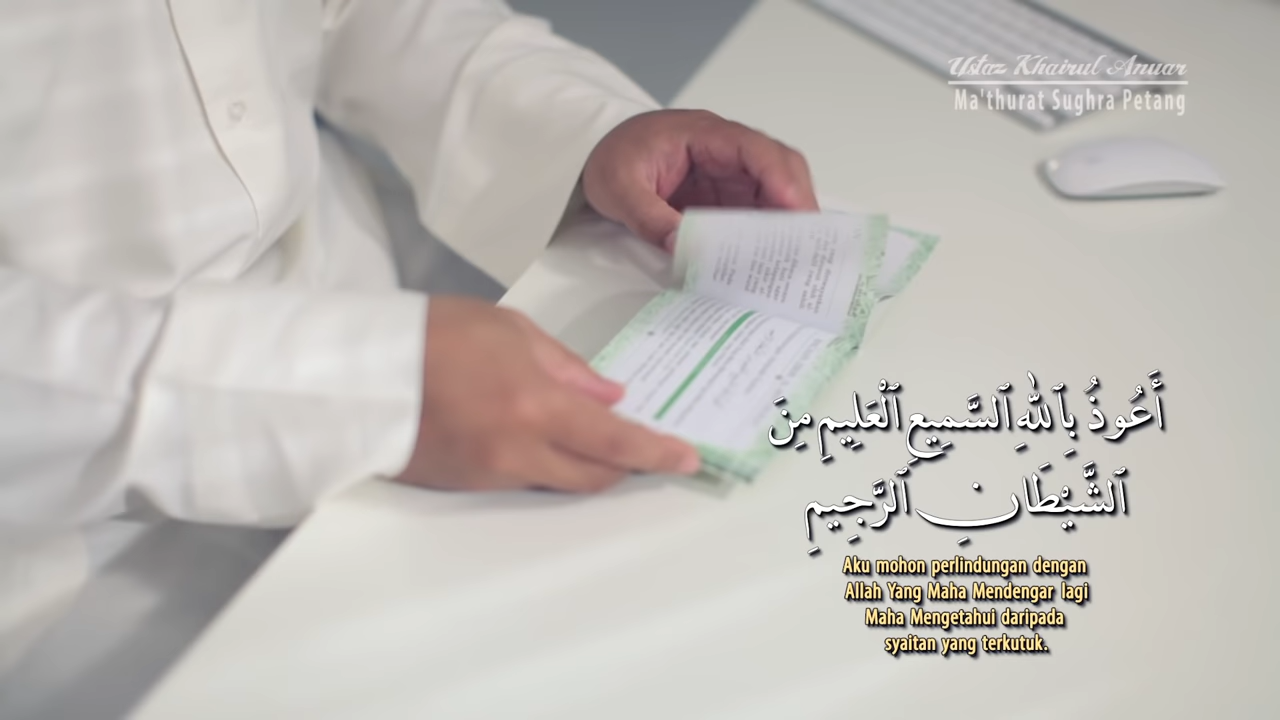 Ustaz Khairul Anuar
Ma'thurat Sughra Petang
أَعُوذُ بِٱللَّهِ ٱلسَّمِيعِ ٱلْعَلِيمِ مِنَ
ٱلشَّيْطَانِ ٱلرَّجِيمِ
Aku mohon perlindungan dengan
Allah Yang Maha Mendengar lagi
Maha Mengetahui daripada
syaitan yang terkutuk.